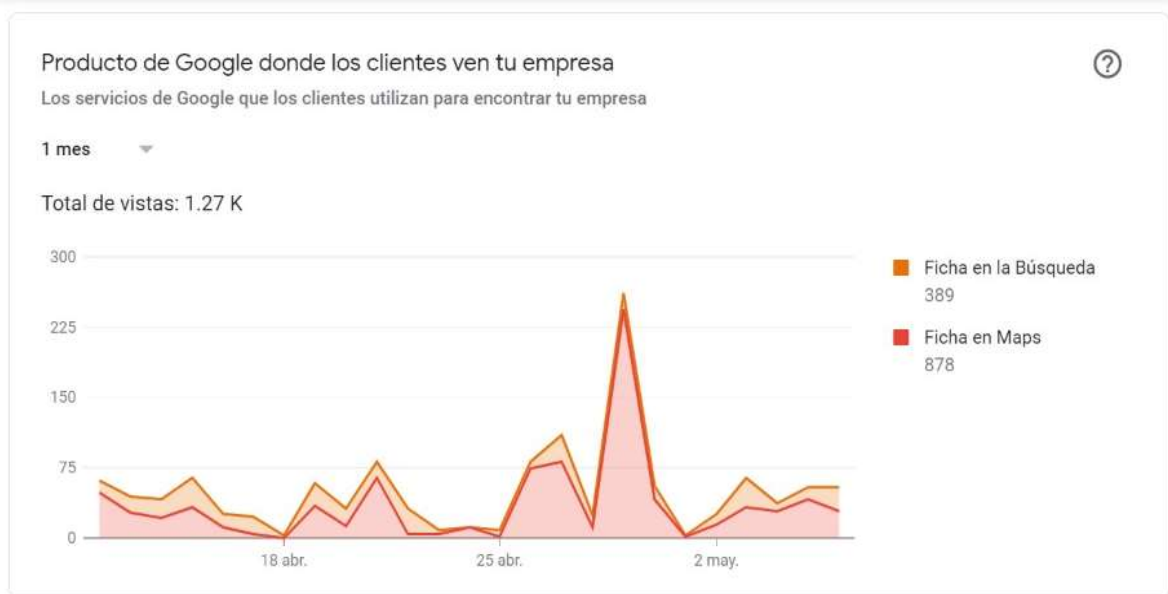 Producto de Google donde los clientes ven tu empresa
Los servicios de Google que los clientes utilizan para encontrar tu empresa
1 mes
Total de vistas: 1.27 K
300
225
150
75
0
18 abr.
25 abr.
2 may.
Ficha en la Búsqueda
389
Ficha en Maps
878